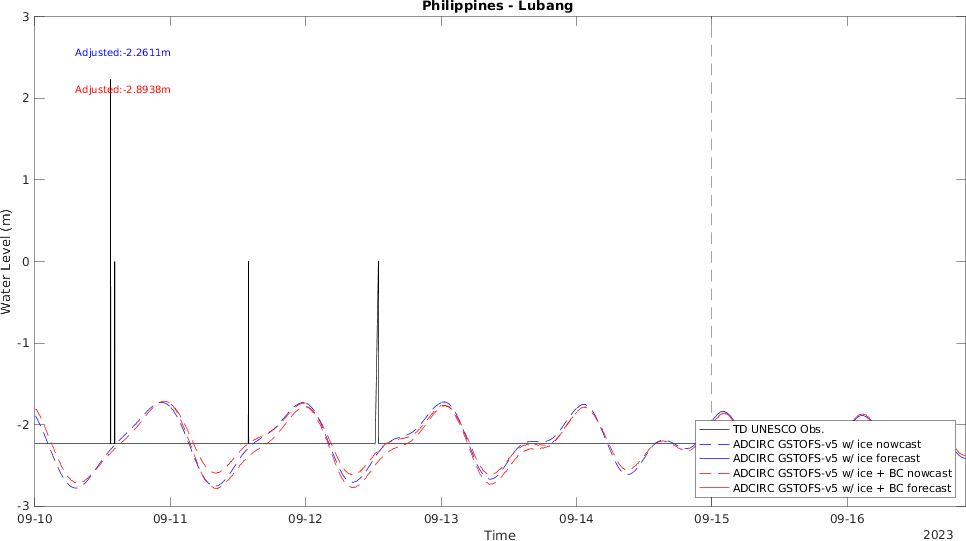 Philippines - Lubang
3
Adjusted:-2.2611m
Adjusted:-2.8938m
2
1
0
-1
-2
-3
Water Level (m)
TD UNESCO Obs.
ADCIRC GSTOFS-v5 w/ ice nowcast
ADCIRC GSTOFS-v5 w/ ice forecast
ADCIRC GSTOFS-v5 w/ ice + BC nowcast
ADCIRC GSTOFS-v5 w/ ice + BC forecast
09-10 09-11 09-12 09-13 09-14 09-15 09-16
Time
2023